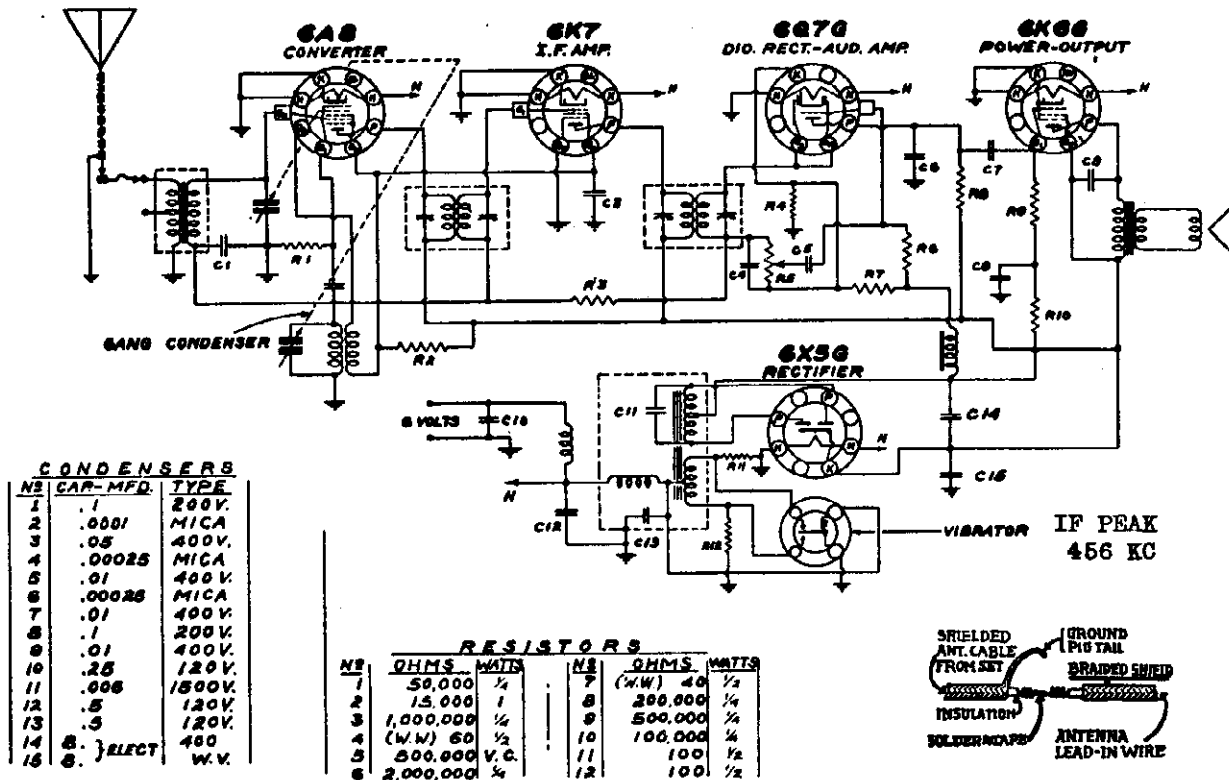 6A8
CONVERTER
6K7
I.F. AMP.
6Q7G
DIO. RECT.-AUD. AMP.
6K6G
POWER-OUTPUT
H
H
H
H
C1
R1
C3
R4
C4
R5
C5
R6
R7
C6
R8
C7
R9
C8
C9
R10
R3
R2
GANG CONDENSER
6X5G
RECTIFIER
6 VOLTS
C10
C11
C14
H
R11
C15
H
C12
C13
R12
VIBRATOR
IF PEAK
456 KC
CONDENSERS
Nº CAP-MFD. TYPE
1 .1 200V.
2 .0001 MICA
3 .05 400V.
4 .00025 MICA
5 .01 400V.
6 .00025 MICA
7 .01 400V.
8 .1 200V.
9 .01 400V.
10 .25 120V.
11 .006 1500V.
12 .5 120V.
13 .5 120V.
14 8. } ELECT 400
15 8. W.V.
RESISTORS
Nº OHMS WATTS Nº OHMS WATTS
1 50,000 ¼ 7 (W.W.) 40 ½
2 15,000 1 8 200,000 ¼
3 1,000,000 ¼ 9 500,000 ¼
4 (W.W) 60 ½ 10 100,000 ¼
5 500,000 V.C. 11 100 ½
6 2,000,000 ¼ 12 100 ½
SHIELDED
ANT. CABLE
FROM SET
GROUND
PIG TAIL
BRAIDED SHIELD
INSULATION
SOLDER
ANTENNA
LEAD-IN WIRE